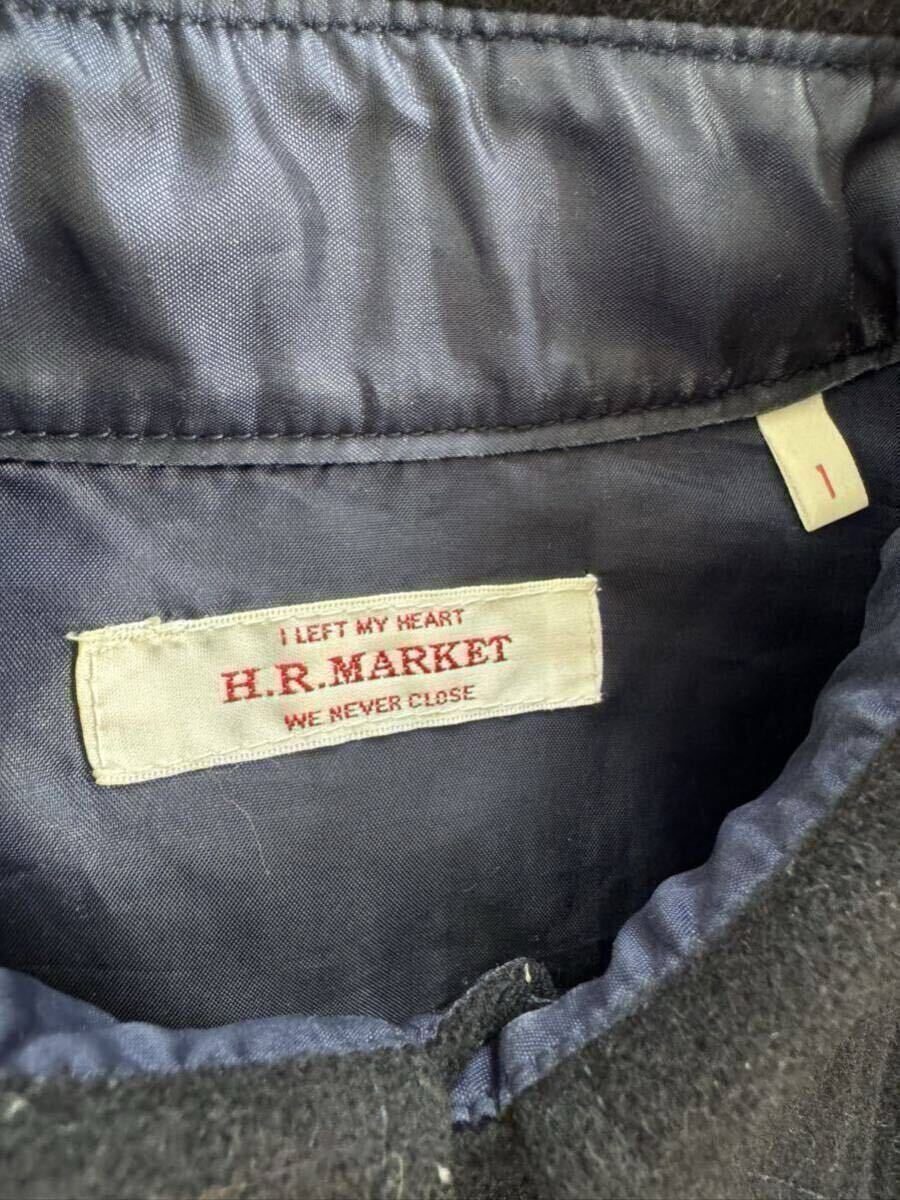 1
I LEFT MY HEART
H.R.MARKET
WE NEVER CLOSE